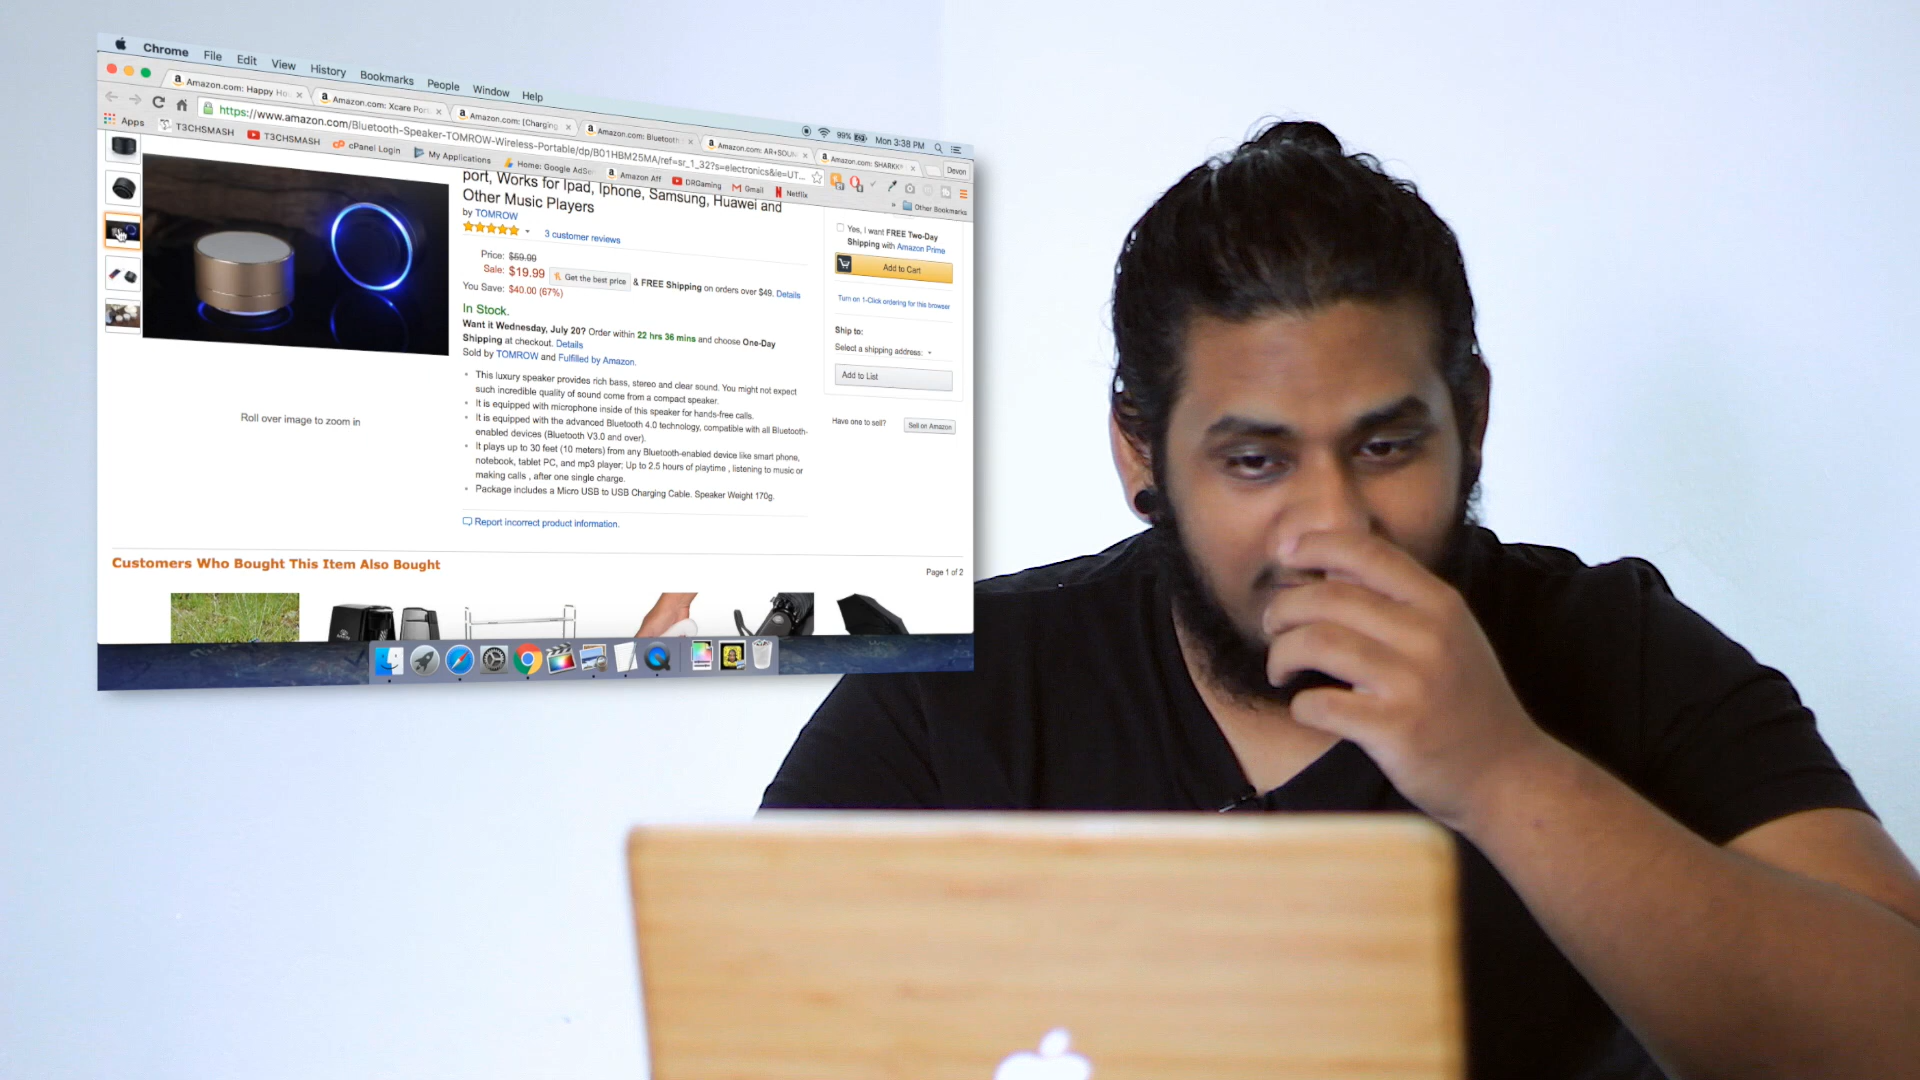 Chrome File Edit View History Bookmarks People Window Help
99% Mon 3:38 PM
Amazon.com: Happy Ho
Amazon.com: Xcare Por
Amazon.com: [Charging
Amazon.com: Bluetooth
Amazon.com: AR+SOU
Amazon.com: SHARKK
Devon
https://www.amazon.com/Bluetooth-Speaker-TOMROW-Wireless-Portable/dp/B01HBM25MA/ref=sr_1_32?s=electronics&ie=UT...
Apps T3CHSMASH T3CHSMASH cPanel Login My Applications Home: Google AdSen Amazon Aff DRGaming Gmail Netflix » Other Bookmarks
port, Works for Ipad, Iphone, Samsung, Huawei and
Other Music Players
by TOMROW
3 customer reviews
Price: $59.99
Sale: $19.99 Get the best price & FREE Shipping on orders over $49. Details
You Save: $40.00 (67%)
In Stock.
Want it Wednesday, July 20? Order within 22 hrs 36 mins and choose One-Day
Shipping at checkout. Details
Sold by TOMROW and Fulfilled by Amazon.
This luxury speaker provides rich bass, stereo and clear sound. You might not expect
such incredible quality of sound come from a compact speaker.
It is equipped with microphone inside of this speaker for hands-free calls.
It is equipped with the advanced Bluetooth 4.0 technology, compatible with all Bluetooth-
enabled devices (Bluetooth V3.0 and over).
It plays up to 30 feet (10 meters) from any Bluetooth-enabled device like smart phone,
notebook, tablet PC, and mp3 player; Up to 2.5 hours of playtime , listening to music or
making calls , after one single charge.
Package includes a Micro USB to USB Charging Cable. Speaker Weight 170g.
Report incorrect product information.
Yes, I want FREE Two-Day
Shipping with Amazon Prime
Add to Cart
Turn on 1-Click ordering for this browser
Ship to:
Select a shipping address:
Add to List
Have one to sell? Sell on Amazon
Roll over image to zoom in
Customers Who Bought This Item Also Bought
Page 1 of 2